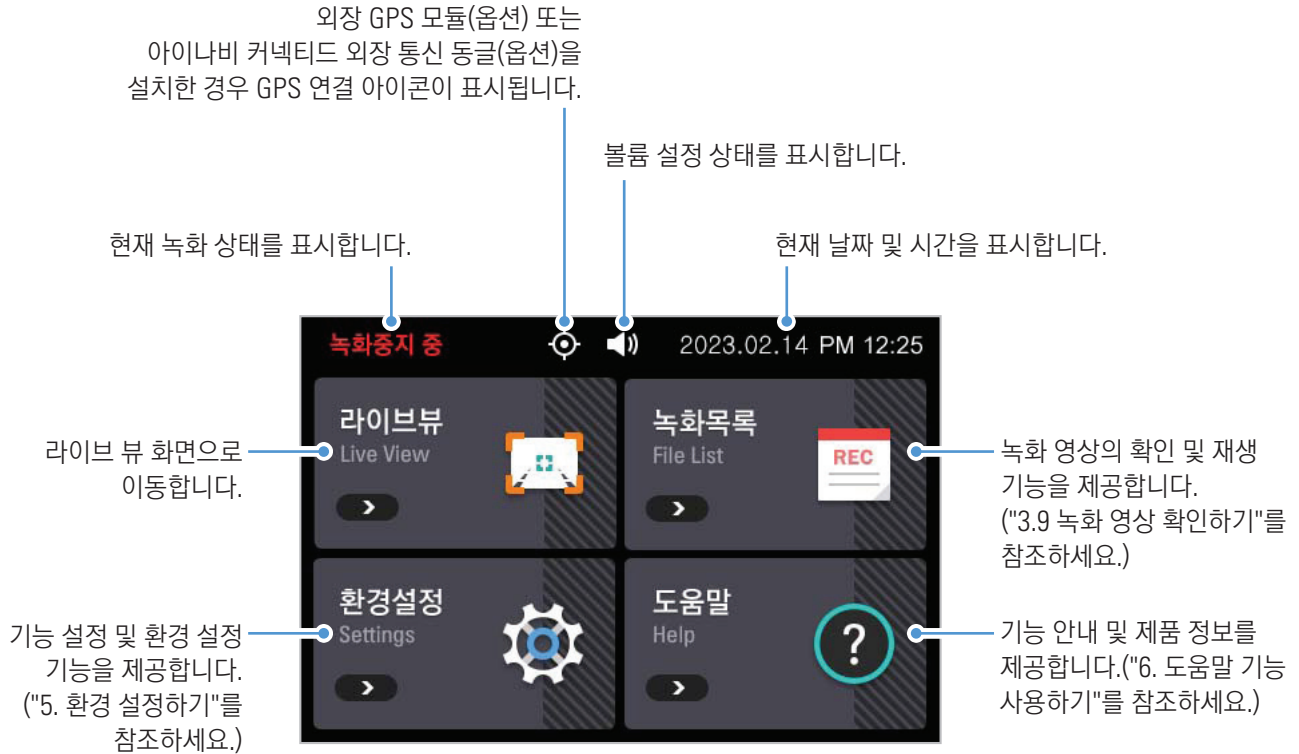 외장 GPS 모듈(옵션) 또는
아이나비 커넥티드 외장 통신 동글(옵션)을
설치한 경우 GPS 연결 아이콘이 표시됩니다.
볼륨 설정 상태를 표시합니다.
현재 녹화 상태를 표시합니다.
현재 날짜 및 시간을 표시합니다.
녹화중지 중
2023.02.14 PM 12:25
라이브뷰
Live View
녹화목록
File List
REC
라이브 뷰 화면으로
이동합니다.
녹화 영상의 확인 및 재생
기능을 제공합니다.
("3.9 녹화 영상 확인하기"를
참조하세요.)
환경설정
Settings
도움말
Help
?
기능 설정 및 환경 설정
기능을 제공합니다.
("5. 환경 설정하기"를
참조하세요.)
기능 안내 및 제품 정보를
제공합니다.("6. 도움말 기능
사용하기"를 참조하세요.)